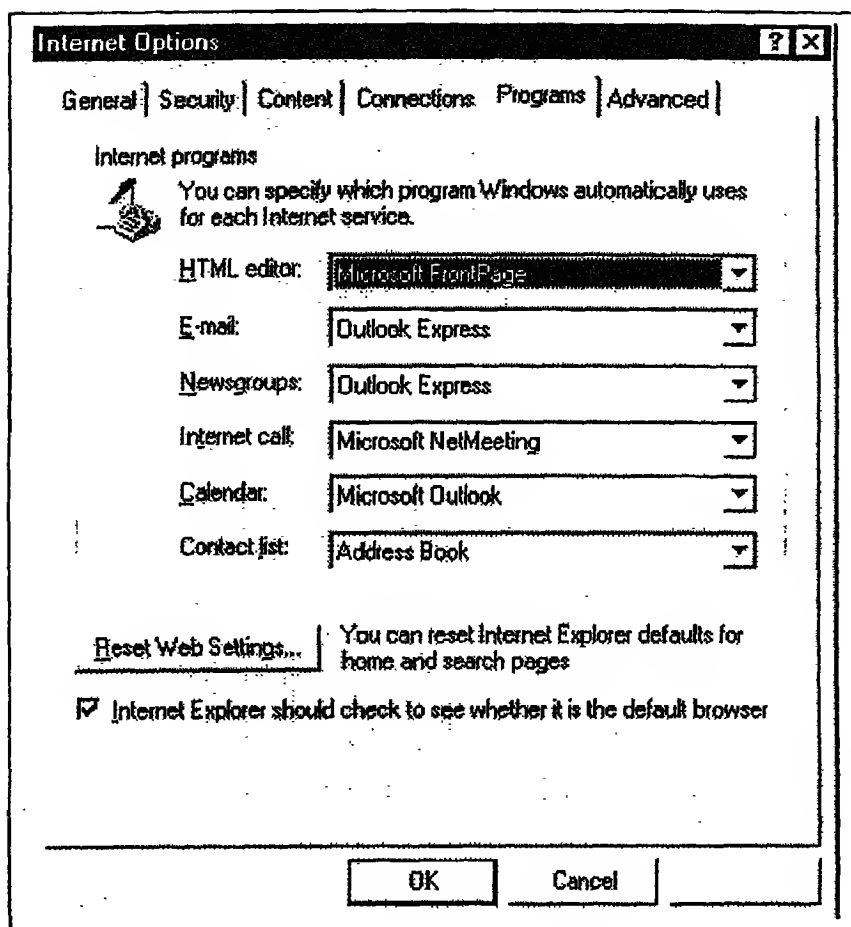 Internet Options
General Security Content Connections Programs Advanced
Internet programs
You can specify which program Windows automatically uses
for each Internet service.
HTML editor: Microsoft FrontPage
E-mail: Outlook Express
Newsgroups: Outlook Express
Internet call: Microsoft NetMeeting
Calendar: Microsoft Outlook
Contact list: Address Book
Reset Web Settings... You can reset Internet Explorer defaults for
home and search pages
Internet Explorer should check to see whether it is the default browser
OK Cancel